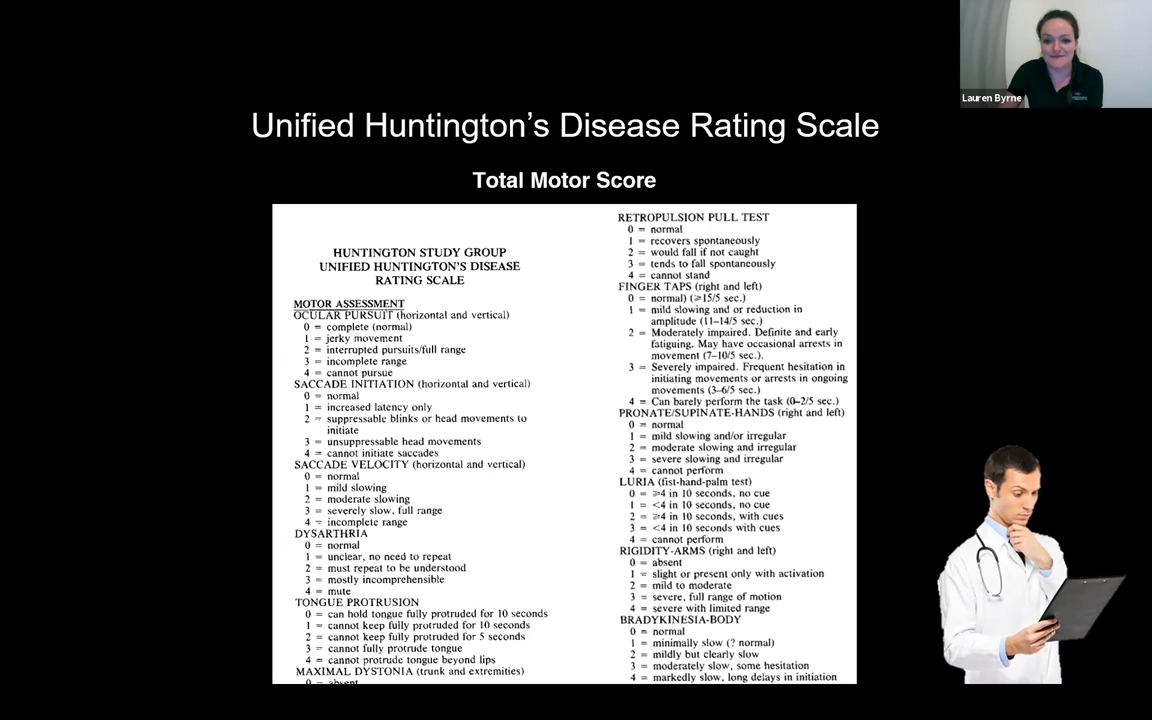 Lauren Byrne
Unified Huntington's Disease Rating Scale
Total Motor Score
HUNTINGTON STUDY GROUP
UNIFIED HUNTINGTON'S DISEASE
RATING SCALE
MOTOR ASSESSMENT
OCULAR PURSUIT (horizontal and vertical)
0 = complete (normal)
1 = jerky movement
2 = interrupted pursuits/full range
3 = incomplete range
4 = cannot pursue
SACCADE INITIATION (horizontal and vertical)
0 = normal
1 = increased latency only
2 = suppressable blinks or head movements to
initiate
3 = unsuppressable head movements
4 = cannot initiate saccades
SACCADE VELOCITY (horizontal and vertical)
0 = normal
1 = mild slowing
2 = moderate slowing
3 = severely slow, full range
4 = incomplete range
DYSARTHRIA
0 = normal
1 = unclear, no need to repeat
2 = must repeat to be understood
3 = mostly incomprehensible
4 = mute
TONGUE PROTRUSION
0 = can hold tongue fully protruded for 10 seconds
1 = cannot keep fully protruded for 10 seconds
2 = cannot keep fully protruded for 5 seconds
3 = cannot fully protrude tongue
4 = cannot protrude tongue beyond lips
MAXIMAL DYSTONIA (trunk and extremities)
0 = absent
RETROPULSION PULL TEST
0 = normal
1 = recovers spontaneously
2 = would fall if not caught
3 = tends to fall spontaneously
4 = cannot stand
FINGER TAPS (right and left)
0 = normal) (≥15/5 sec.)
1 = mild slowing and or reduction in
amplitude (11–14/5 sec.)
2 = Moderately impaired. Definite and early
fatiguing. May have occasional arrests in
movement (7–10/5 sec.).
3 = Severely impaired. Frequent hesitation in
initiating movements or arrests in ongoing
movements (3–6/5 sec.)
4 = Can barely perform the task (0–2/5 sec.)
PRONATE/SUPINATE-HANDS (right and left)
0 = normal
1 = mild slowing and/or irregular
2 = moderate slowing and irregular
3 = severe slowing and irregular
4 = cannot perform
LURIA (fist-hand-palm test)
0 = ≥4 in 10 seconds, no cue
1 = <4 in 10 seconds, no cue
2 = ≥4 in 10 seconds, with cues
3 = <4 in 10 seconds with cues
4 = cannot perform
RIGIDITY-ARMS (right and left)
0 = absent
1 = slight or present only with activation
2 = mild to moderate
3 = severe, full range of motion
4 = severe with limited range
BRADYKINESIA-BODY
0 = normal
1 = minimally slow (? normal)
2 = mildly but clearly slow
3 = moderately slow, some hesitation
4 = markedly slow, long delays in initiation